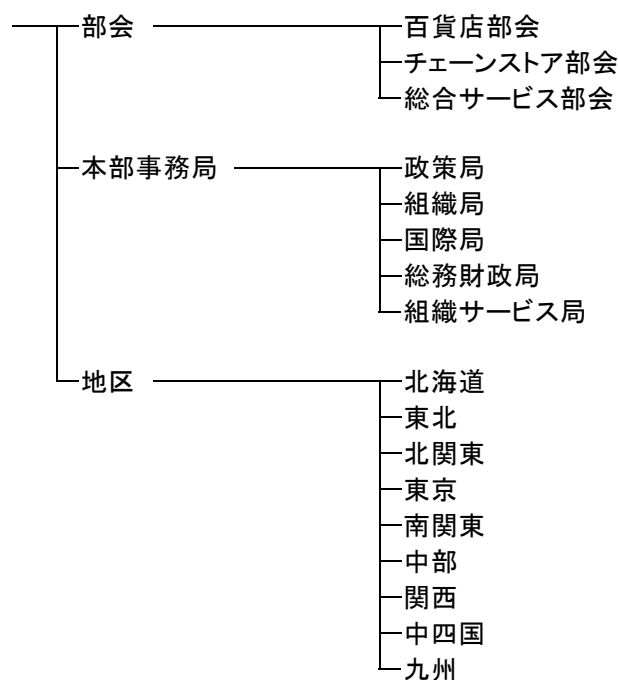 部会 百貨店部会
チェーンストア部会
総合サービス部会
本部事務局 政策局
組織局
国際局
総務財政局
組織サービス局
地区 北海道
東北
北関東
東京
南関東
中部
関西
中四国
九州